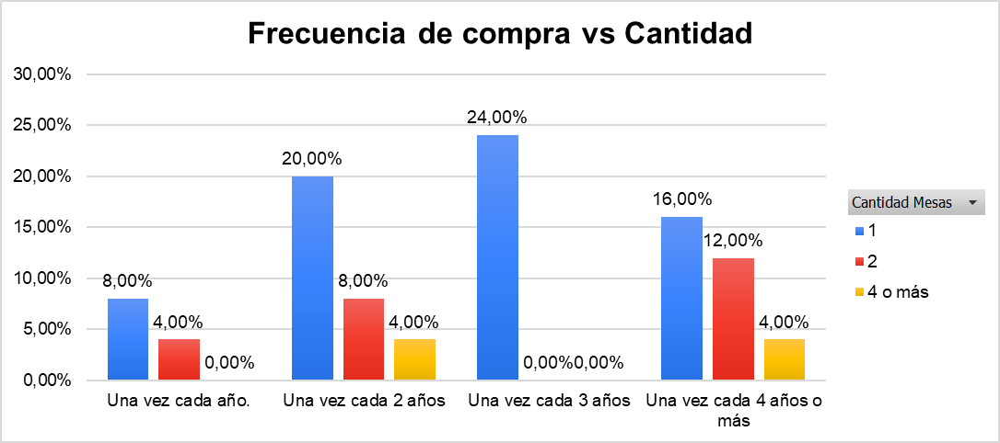 Frecuencia de compra vs Cantidad
30,00%
25,00%
20,00%
15,00%
10,00%
5,00%
0,00%
8,00%
4,00%
0,00%
20,00%
8,00%
4,00%
24,00%
0,00%
0,00%
16,00%
12,00%
4,00%
Una vez cada año.
Una vez cada 2 años
Una vez cada 3 años
Una vez cada 4 años o
más
Cantidad Mesas
1
2
4 o más